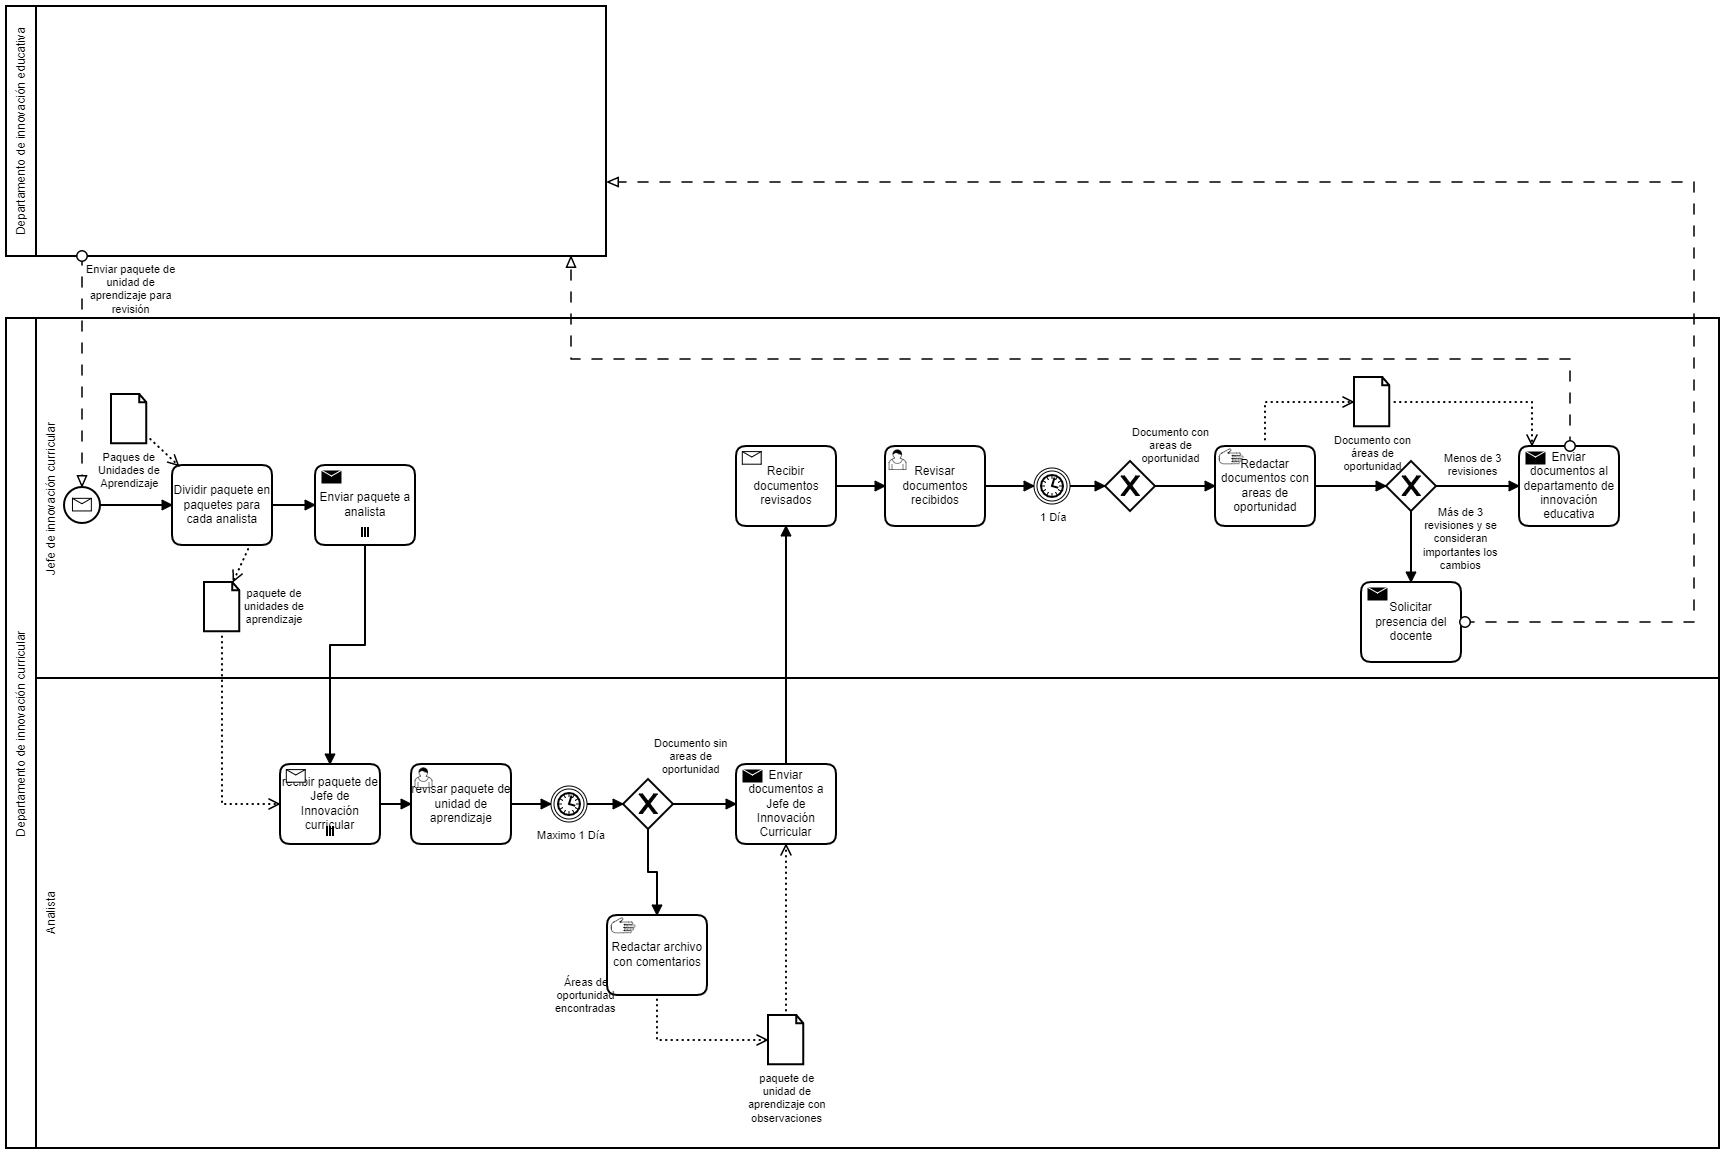 Departamento de innovación educativa
Enviar paquete de
unidad de
aprendizaje para
revisión
Departamento de innovación curricular
Jefe de innovación curricular
Paques de
Unidades de
Aprendizaje
Dividir paquete en
paquetes para
cada analista
Enviar paquete a
analista
paquete de
unidades de
aprendizaje
Recibir
documentos
revisados
Revisar
documentos
recibidos
1 Día
Documento con
areas de
oportunidad
Redactar
documentos con
areas de
oportunidad
Documento con
áreas de
oportunidad
Menos de 3
revisiones
Enviar
documentos al
departamento de
innovación
educativa
Más de 3
revisiones y se
consideran
importantes los
cambios
Solicitar
presencia del
docente
Analista
recibir paquete de
Jefe de
Innovación
curricular
revisar paquete de
unidad de
aprendizaje
Maximo 1 Día
Documento sin
areas de
oportunidad
Enviar
documentos a
Jefe de
Innovación
Curricular
Redactar archivo
con comentarios
Áreas de
oportunidad
encontradas
paquete de
unidad de
aprendizaje con
observaciones